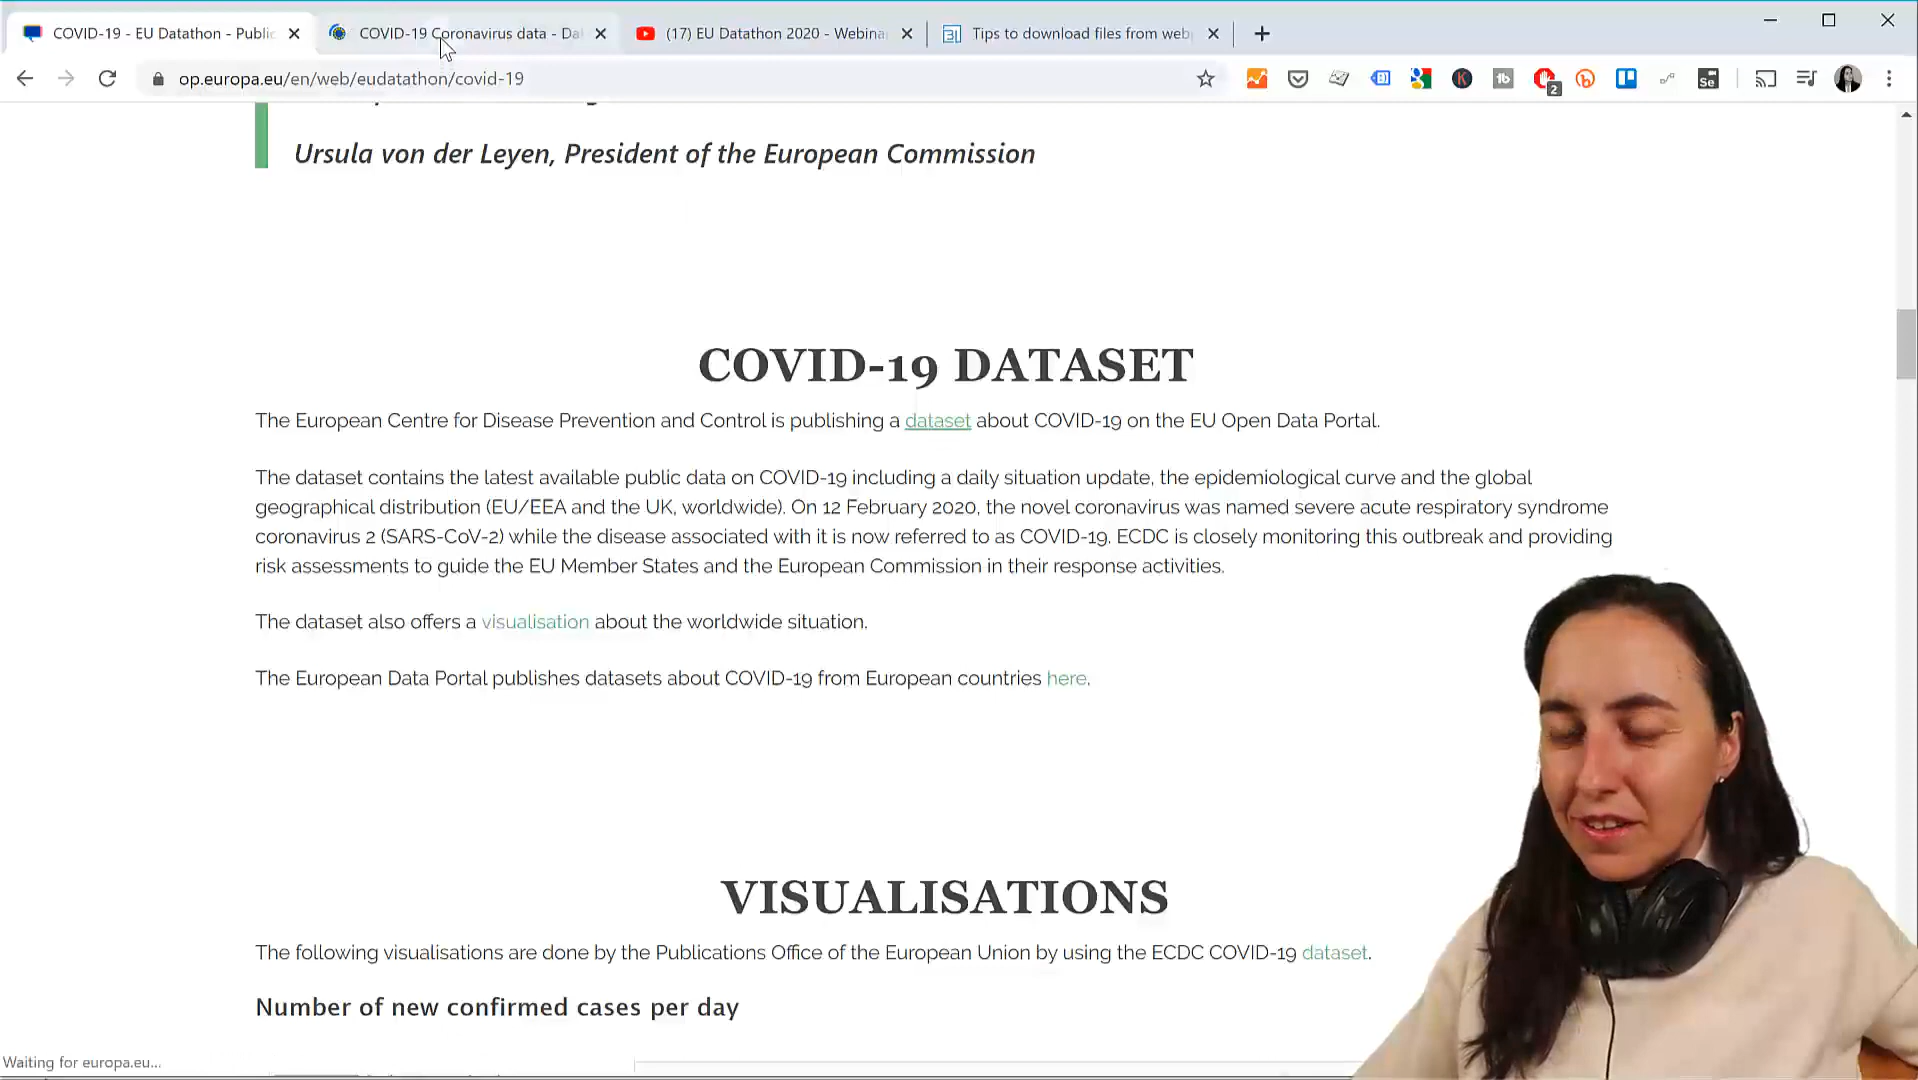 COVID-19 - EU Datathon - Public
COVID-19 Coronavirus data - Da
(17) EU Datathon 2020 - Webina
Tips to download files from web
op.europa.eu/en/web/eudatathon/covid-19
2
Ursula von der Leyen, President of the European Commission
COVID-19 DATASET
The European Centre for Disease Prevention and Control is publishing a dataset about COVID-19 on the EU Open Data Portal.
The dataset contains the latest available public data on COVID-19 including a daily situation update, the epidemiological curve and the global
geographical distribution (EU/EEA and the UK, worldwide). On 12 February 2020, the novel coronavirus was named severe acute respiratory syndrome
coronavirus 2 (SARS-CoV-2) while the disease associated with it is now referred to as COVID-19. ECDC is closely monitoring this outbreak and providing
risk assessments to guide the EU Member States and the European Commission in their response activities.
The dataset also offers a visualisation about the worldwide situation.
The European Data Portal publishes datasets about COVID-19 from European countries here.
VISUALISATIONS
The following visualisations are done by the Publications Office of the European Union by using the ECDC COVID-19 dataset.
Number of new confirmed cases per day
Waiting for europa.eu...